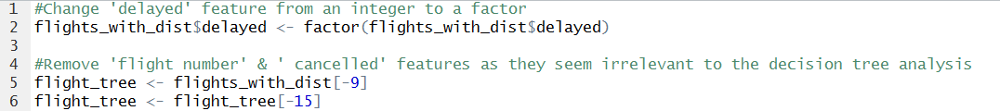 1 #Change 'delayed' feature from an integer to a factor
2 flights_with_dist$delayed <- factor(flights_with_dist$delayed)
3
4 #Remove 'flight number' & ' cancelled' features as they seem irrelevant to the decision tree analysis
5 flight_tree <- flights_with_dist[-9]
6 flight_tree <- flight_tree[-15]